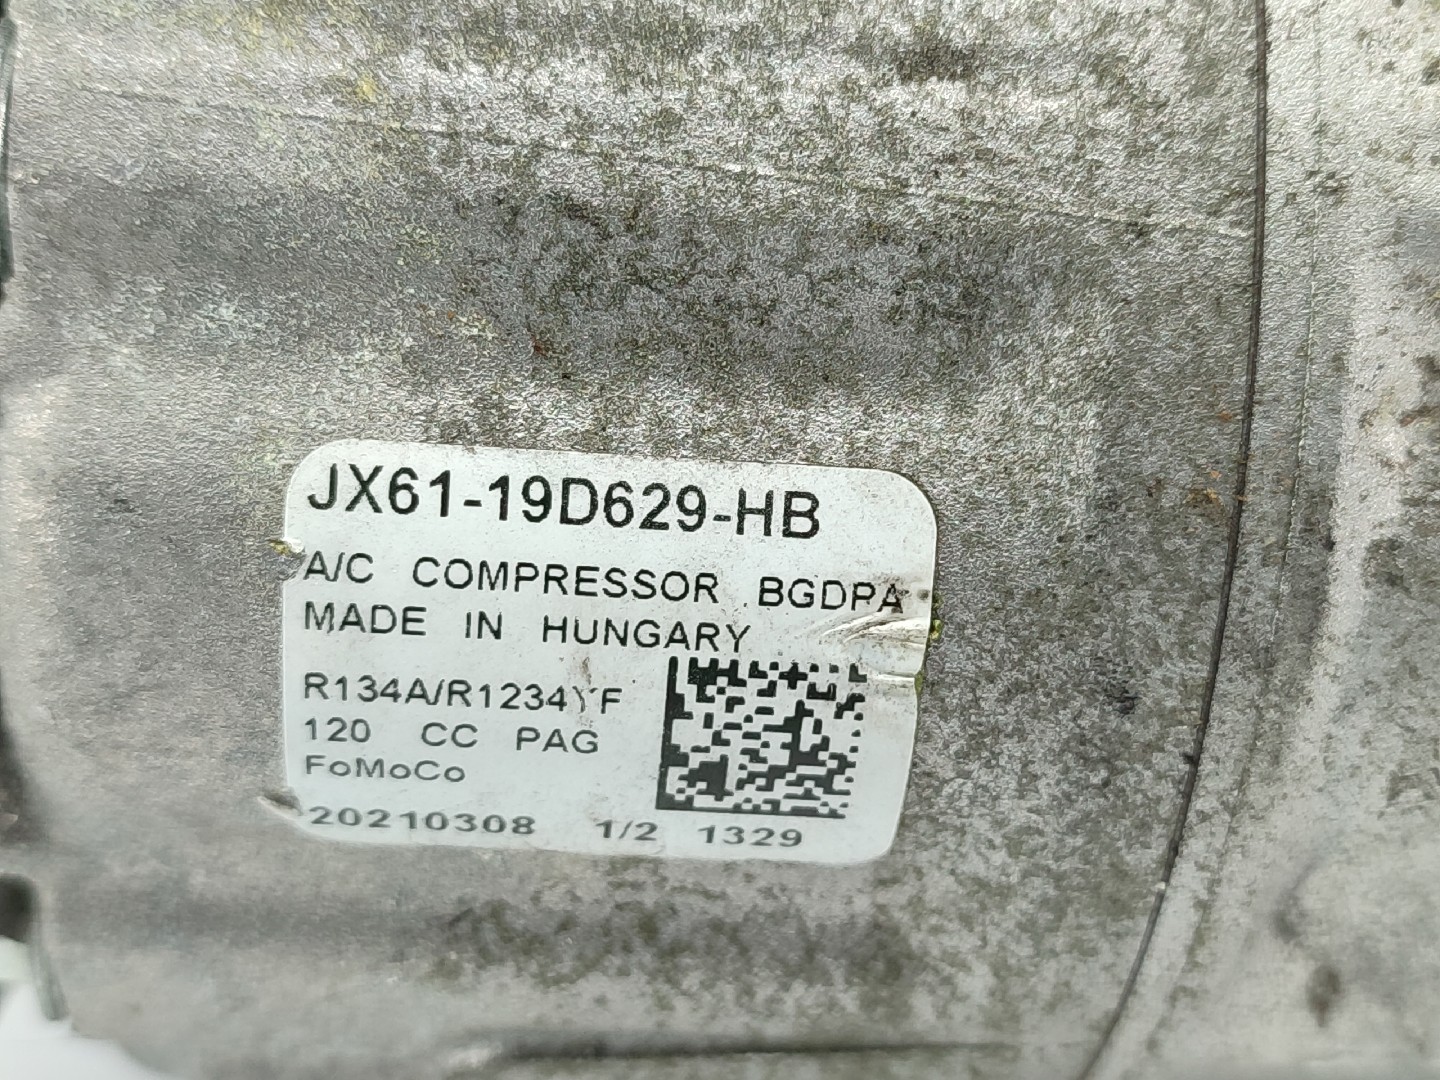 JX61-19D629-HB
A/C COMPRESSOR BGDPA
MADE IN HUNGARY
R134A/R1234YF
120 CC PAG
FoMoCo
20210308 1/2 1329